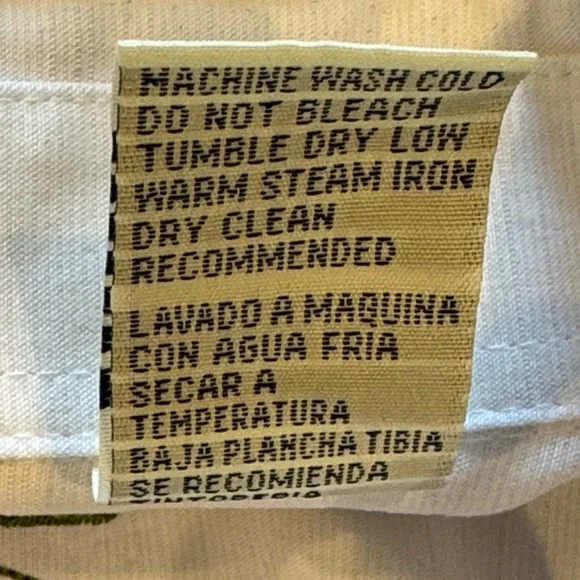 MACHINE WASH COLD
DO NOT BLEACH
TUMBLE DRY LOW
WARM STEAM IRON
DRY CLEAN
RECOMMENDED
LAVADO A MAQUINA
CON AGUA FRIA
SECAR A
TEMPERATURA
BAJA PLANCHA TIBIA
SE RECOMIENDA
TINTORERIA